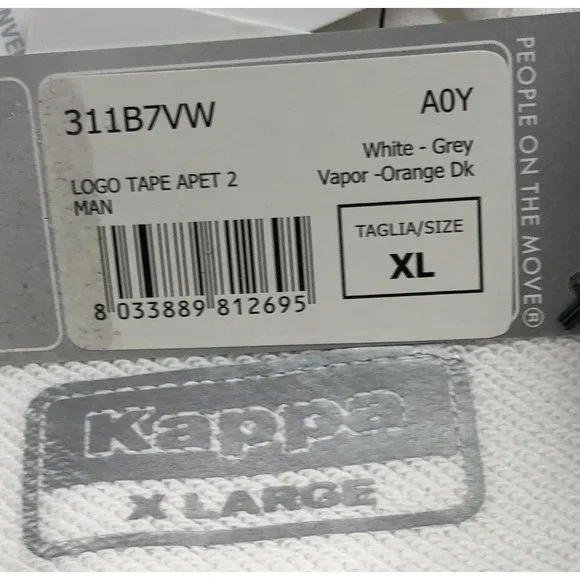 311B7VW
A0Y
White - Grey
Vapor -Orange Dk
LOGO TAPE APET 2
MAN
TAGLIA/SIZE
XL
8 033889 812695
PEOPLE ON THE MOVE®
Kappa
X LARGE